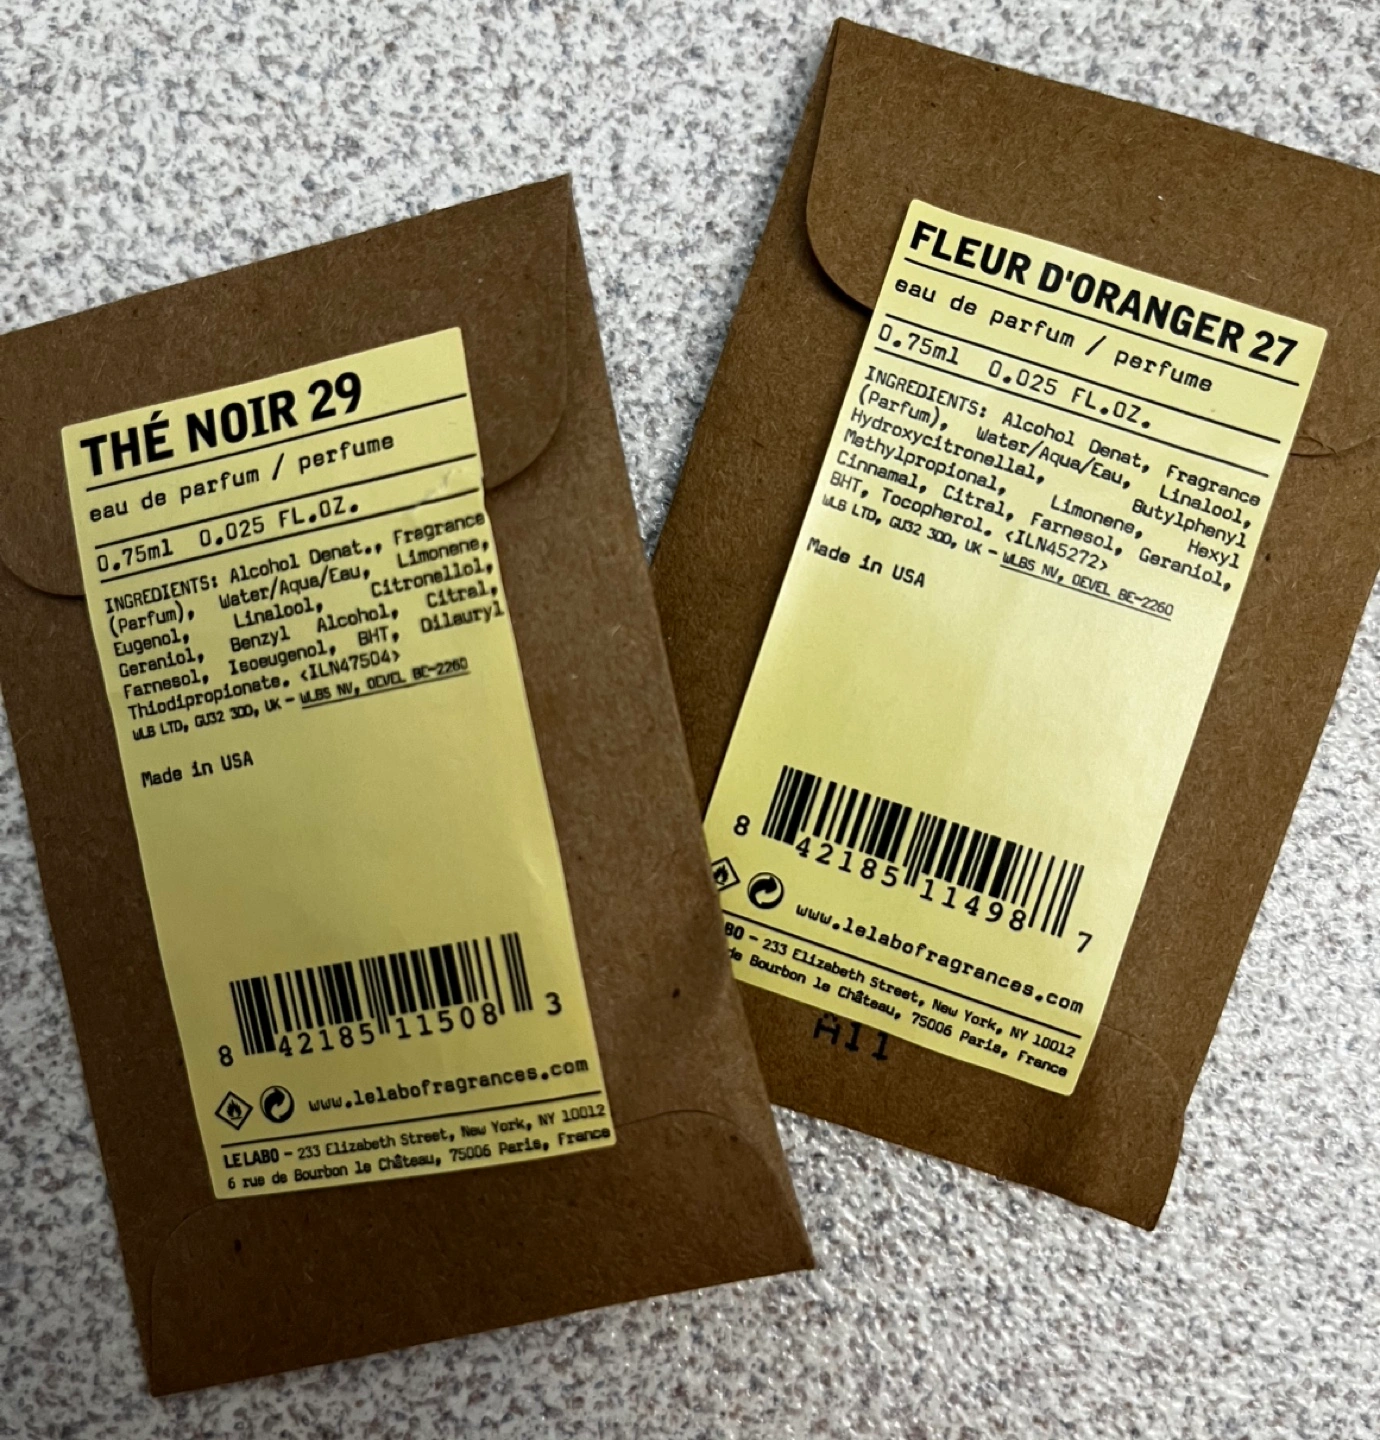 THÉ NOIR 29
eau de parfum / perfume
0.75ml 0.025 FL.OZ.
INGREDIENTS: Alcohol Denat., Fragrance
(Parfum), Water/Aqua/Eau, Limonene,
Eugenol, Linalool, Citronellol,
Geraniol, Benzyl Alcohol, Citral,
Farnesol, Isoeugenol, BHT, Dilauryl
Thiodipropionate. <ILN47504>
WLB LTD, GU32 3DD, UK - WLBS NV, OEVEL BE-2260
Made in USA
8 42185 11508 3
www.lelabofragrances.com
LE LABO - 233 Elizabeth Street, New York, NY 10012
6 rue de Bourbon le Château, 75006 Paris, France
FLEUR D'ORANGER 27
eau de parfum / perfume
0.75ml 0.025 FL.OZ.
INGREDIENTS: Alcohol Denat, Fragrance
(Parfum), Water/Aqua/Eau, Linalool,
Hydroxycitronellal, Limonene, Butylphenyl
Methylpropional, Limonene, Hexyl
Cinnamal, Citral, Farnesol, Geraniol,
BHT, Tocopherol. <ILN45272>
WLB LTD, GU32 3DD, UK - WLBS NV, OEVEL BE-2260
Made in USA
8 42185 11498 7
www.lelabofragrances.com
BO - 233 Elizabeth Street, New York, NY 10012
de Bourbon le Château, 75006 Paris, France
A11